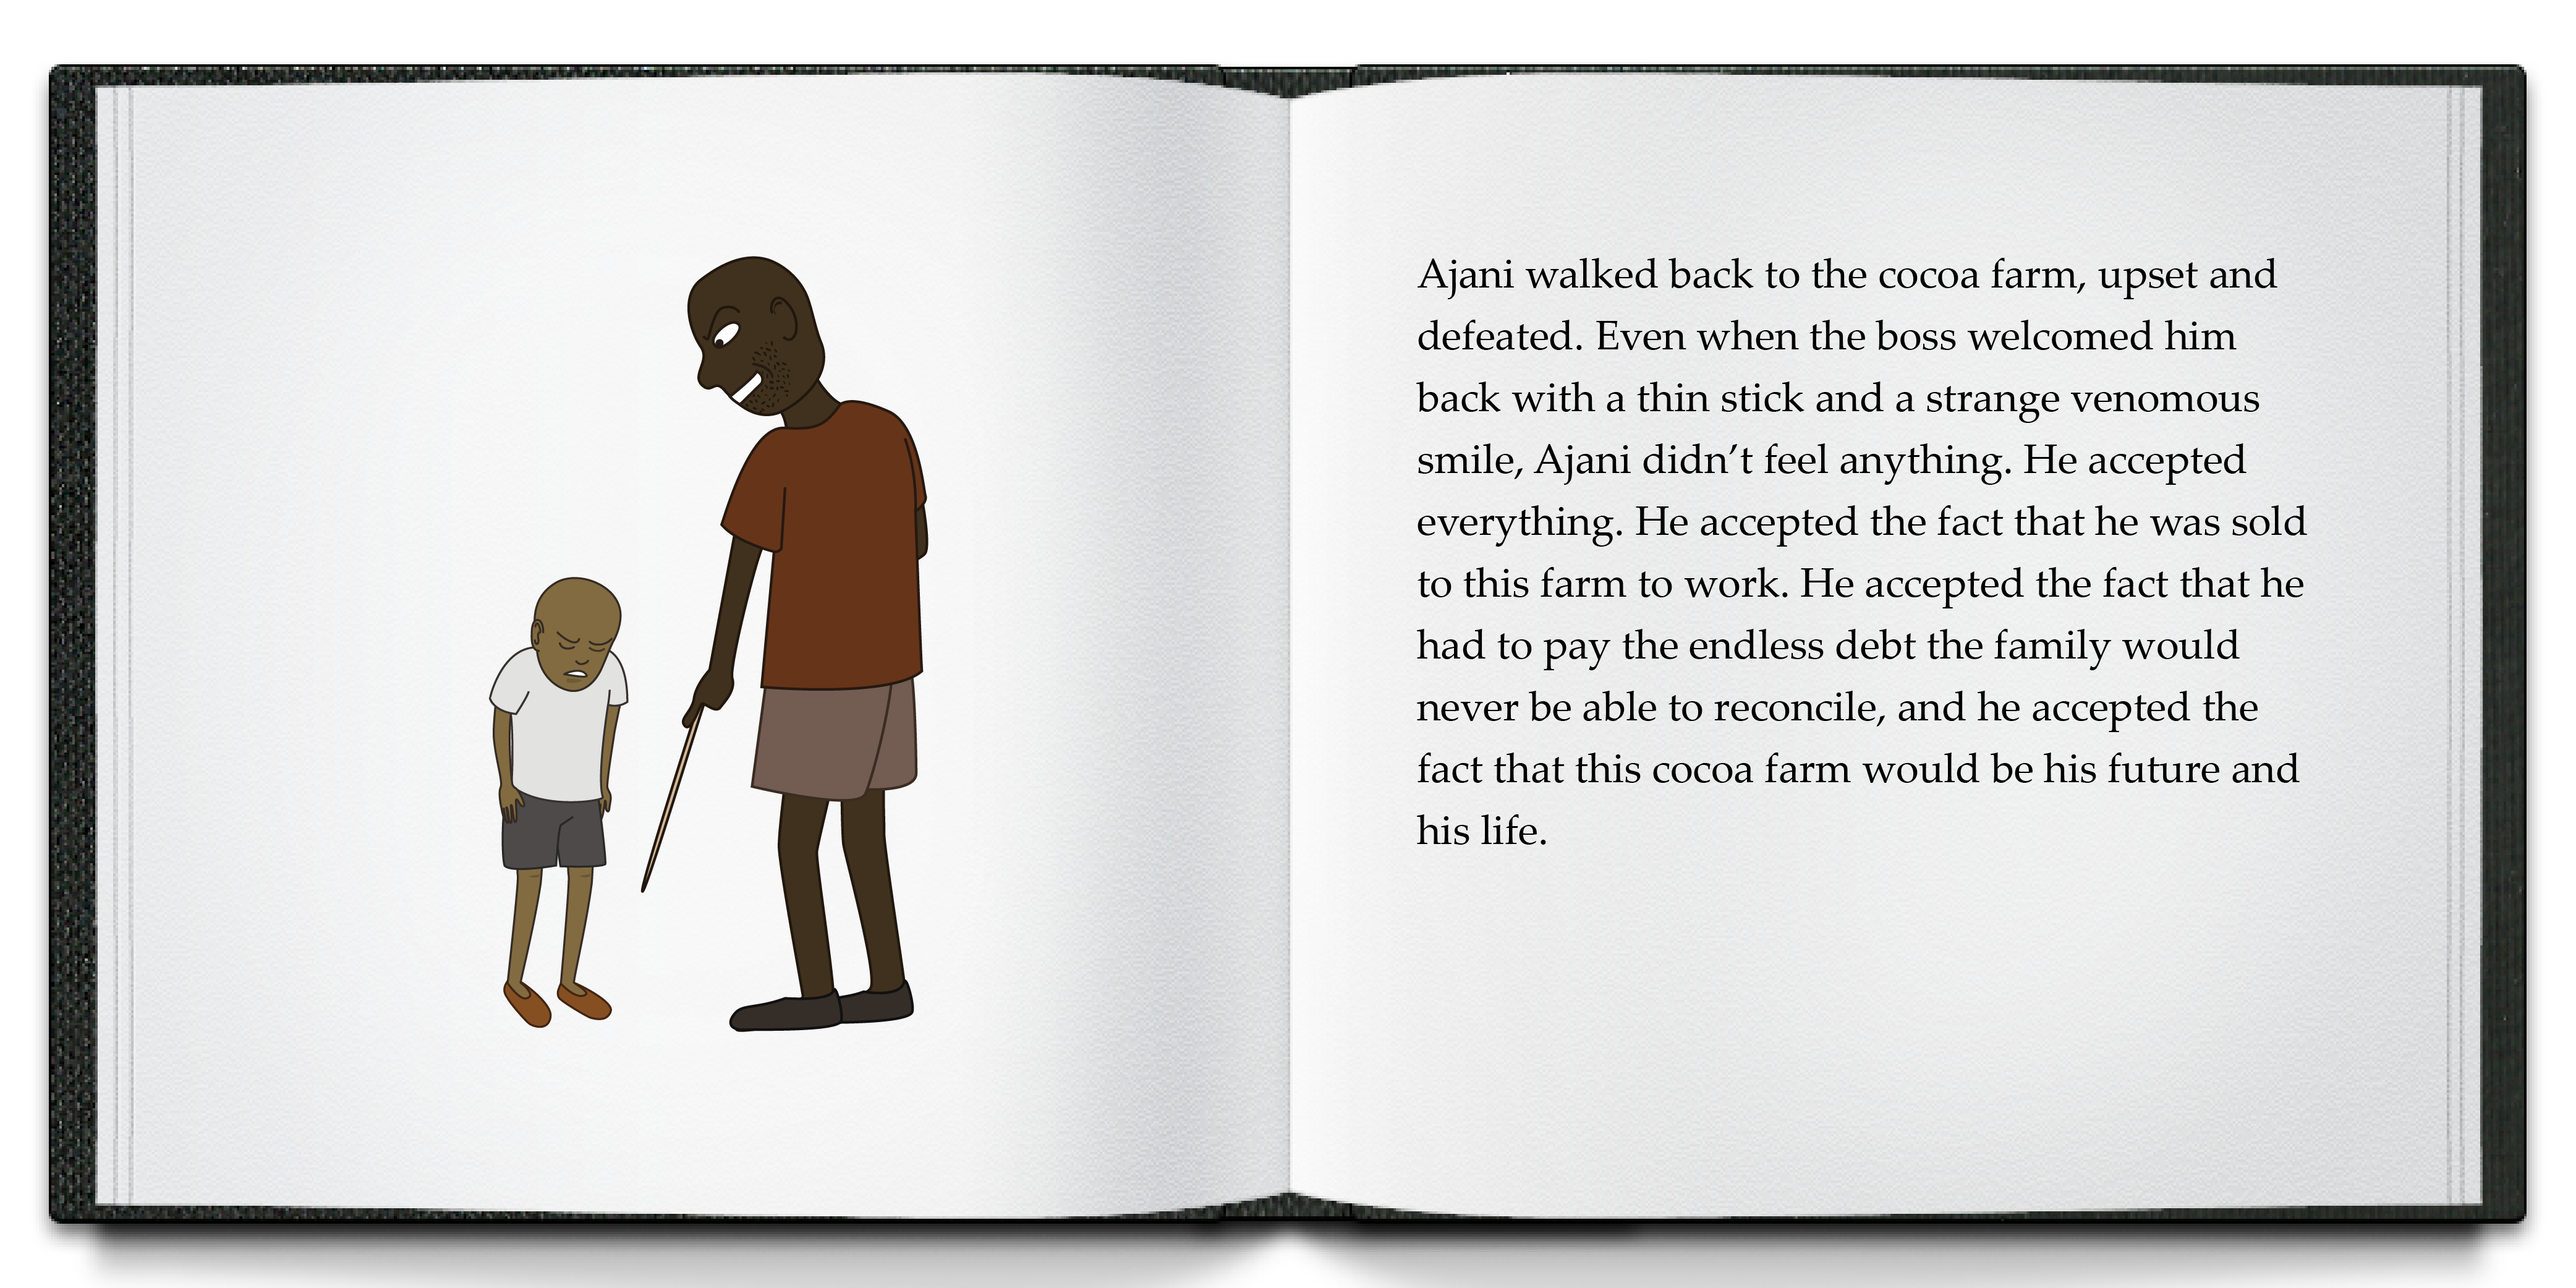 Ajani walked back to the cocoa farm, upset and
defeated. Even when the boss welcomed him
back with a thin stick and a strange venomous
smile, Ajani didn’t feel anything. He accepted
everything. He accepted the fact that he was sold
to this farm to work. He accepted the fact that he
had to pay the endless debt the family would
never be able to reconcile, and he accepted the
fact that this cocoa farm would be his future and
his life.